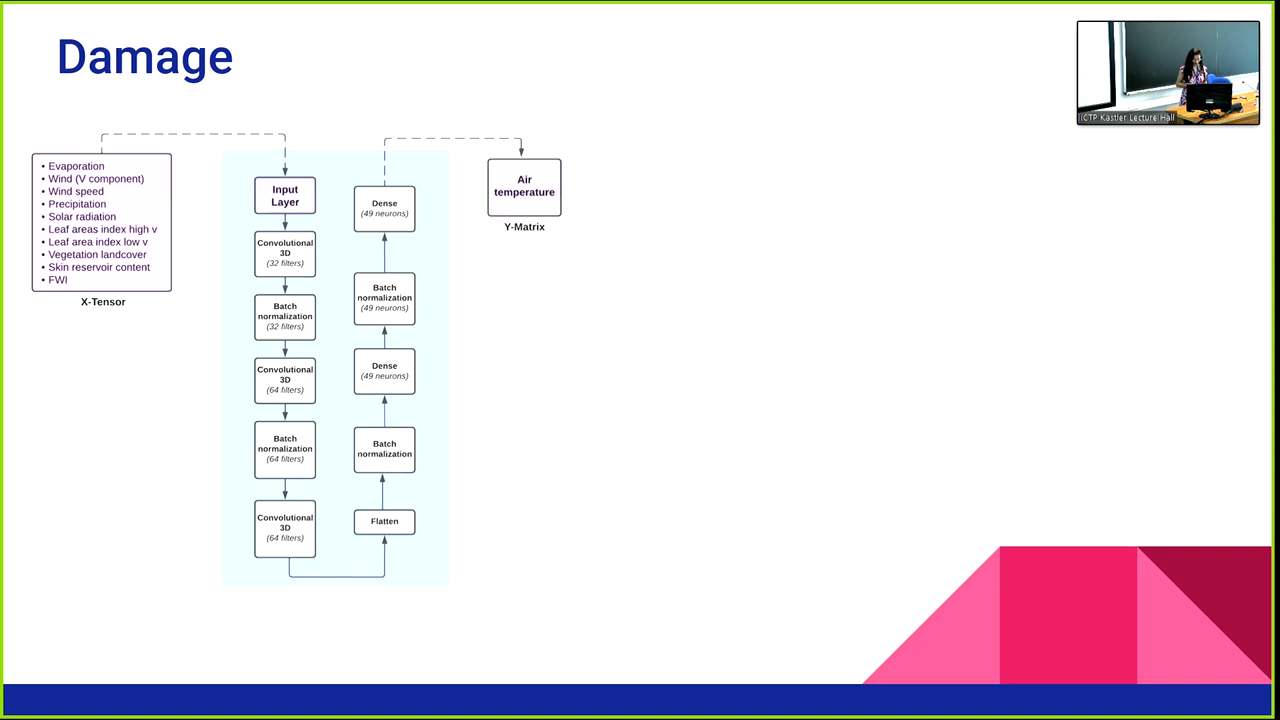 Damage
ICTP Kastler Lecture Hall
• Evaporation
• Wind (V component)
• Wind speed
• Precipitation
• Solar radiation
• Leaf areas index high v
• Leaf area index low v
• Vegetation landcover
• Skin reservoir content
• FWI
X-Tensor
Input
Layer
Convolutional
3D
(32 filters)
Batch
normalization
(32 filters)
Convolutional
3D
(64 filters)
Batch
normalization
(64 filters)
Convolutional
3D
(64 filters)
Flatten
Batch
normalization
Dense
(49 neurons)
Batch
normalization
(49 neurons)
Dense
(49 neurons)
Air
temperature
Y-Matrix